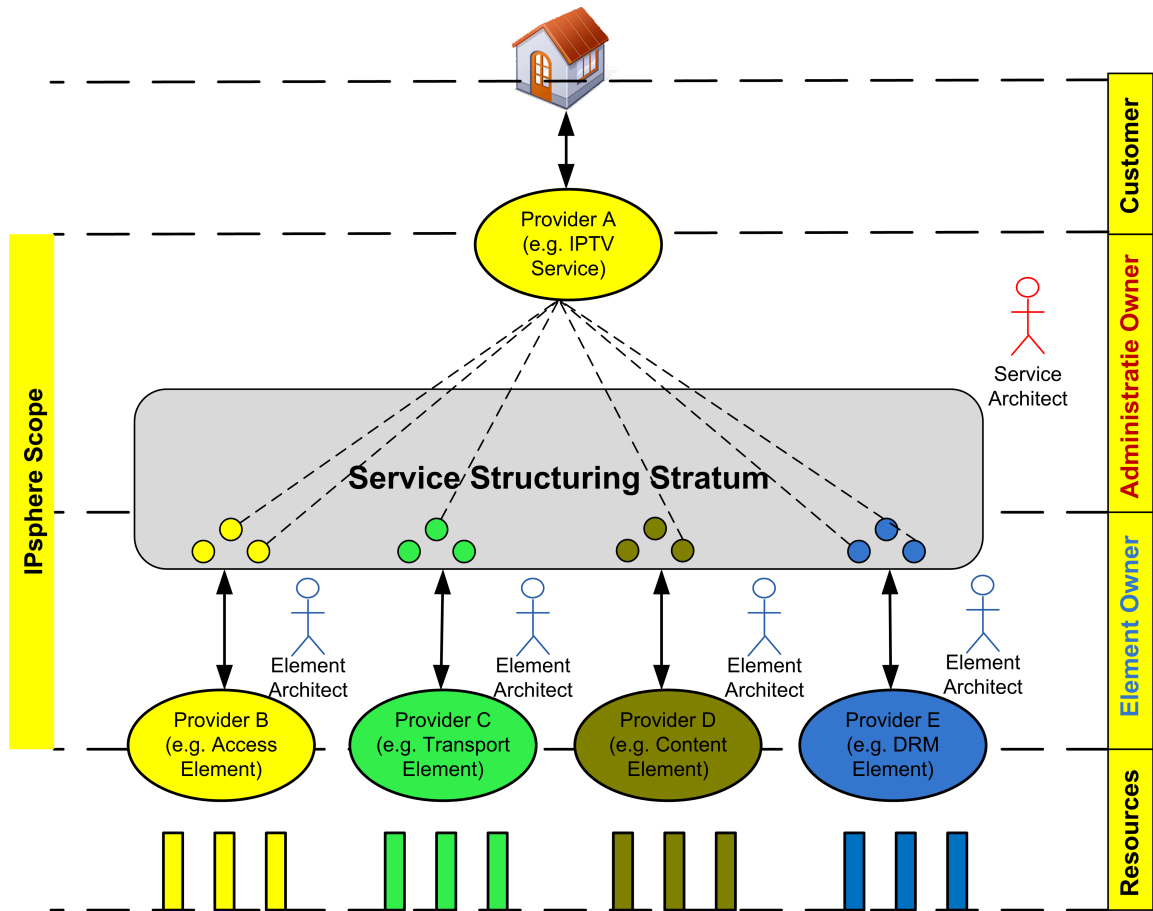 Customer
Provider A
(e.g. IPTV
Service)
Administratie Owner
Service
Architect
IPsphere Scope
Service Structuring Stratum
Element Owner
Element
Architect
Element
Architect
Element
Architect
Element
Architect
Provider B
(e.g. Access
Element)
Provider C
(e.g. Transport
Element)
Provider D
(e.g. Content
Element)
Provider E
(e.g. DRM
Element)
Resources